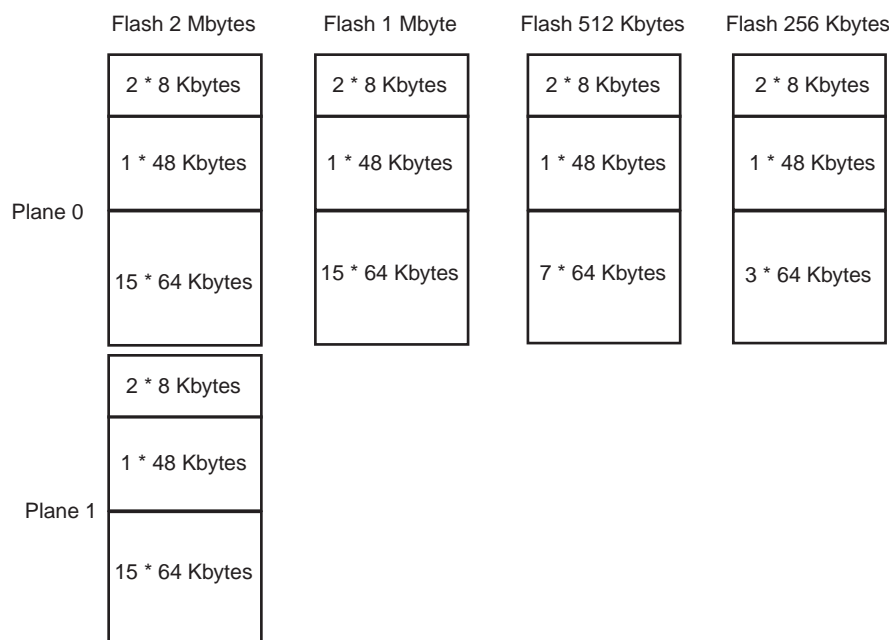 Flash 2 Mbytes Flash 1 Mbyte Flash 512 Kbytes Flash 256 Kbytes
2 * 8 Kbytes 2 * 8 Kbytes 2 * 8 Kbytes 2 * 8 Kbytes
1 * 48 Kbytes 1 * 48 Kbytes 1 * 48 Kbytes 1 * 48 Kbytes
Plane 0
15 * 64 Kbytes 15 * 64 Kbytes 7 * 64 Kbytes 3 * 64 Kbytes
2 * 8 Kbytes
1 * 48 Kbytes
Plane 1
15 * 64 Kbytes